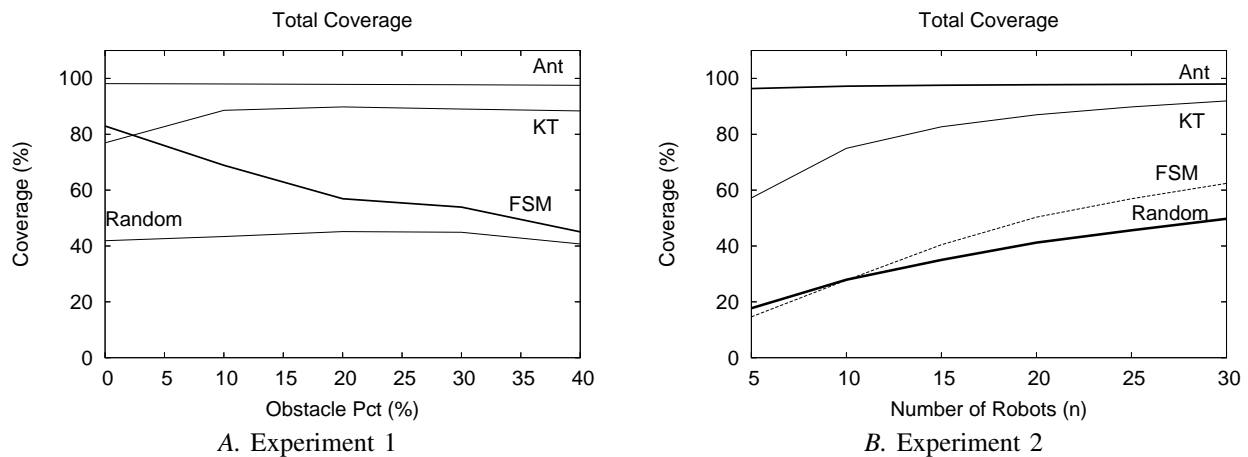 Total Coverage
100
80
60
40
20
0
Coverage (%)
Ant
KT
FSM
Random
0 5 10 15 20 25 30 35 40
Obstacle Pct (%)
A. Experiment 1
Total Coverage
100
80
60
40
20
0
Coverage (%)
Ant
KT
FSM
Random
5 10 15 20 25 30
Number of Robots (n)
B. Experiment 2